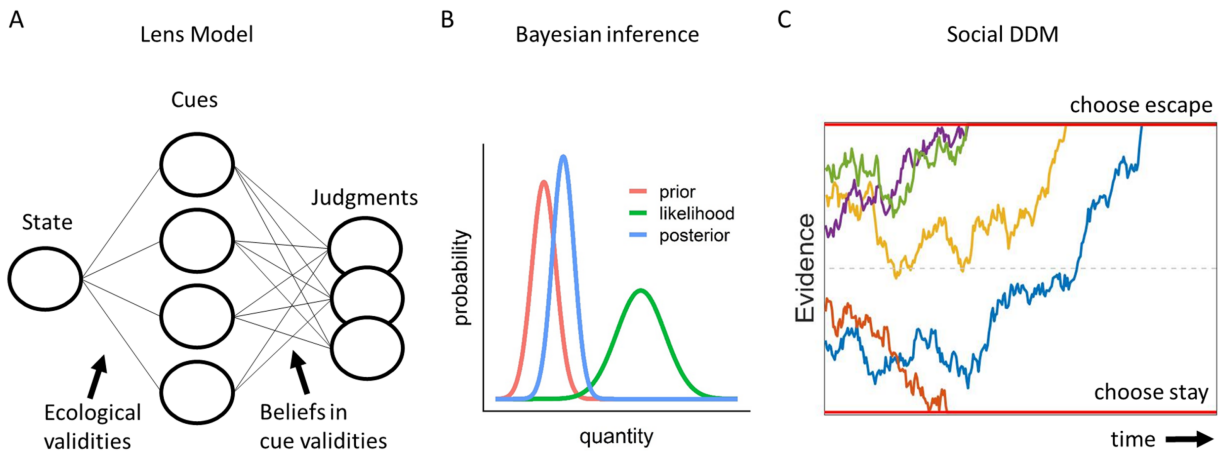 A
Lens Model
Cues
State
Judgments
Ecological
validities
Beliefs in
cue validities
B
Bayesian inference
probability
prior
likelihood
posterior
quantity
C
Social DDM
choose escape
Evidence
choose stay
time